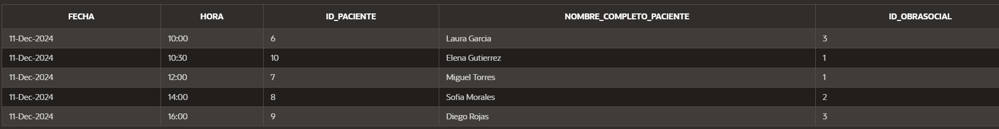 FECHA HORA ID_PACIENTE NOMBRE_COMPLETO_PACIENTE ID_OBRASOCIAL
11-Dec-2024 10:00 6 Laura Garcia 3
11-Dec-2024 10:30 10 Elena Gutierrez 1
11-Dec-2024 12:00 7 Miguel Torres 1
11-Dec-2024 14:00 8 Sofia Morales 2
11-Dec-2024 16:00 9 Diego Rojas 3